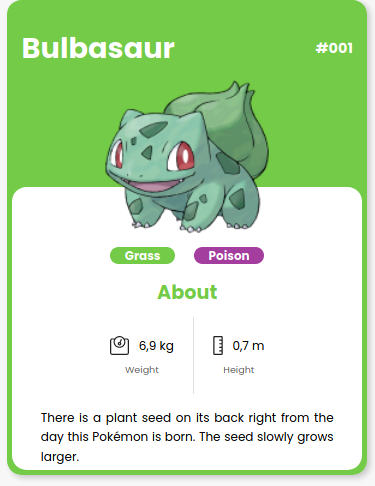 Bulbasaur #001
Grass Poison
About
6,9 kg 0,7 m
Weight Height
There is a plant seed on its back right from the
day this Pokémon is born. The seed slowly grows
larger.